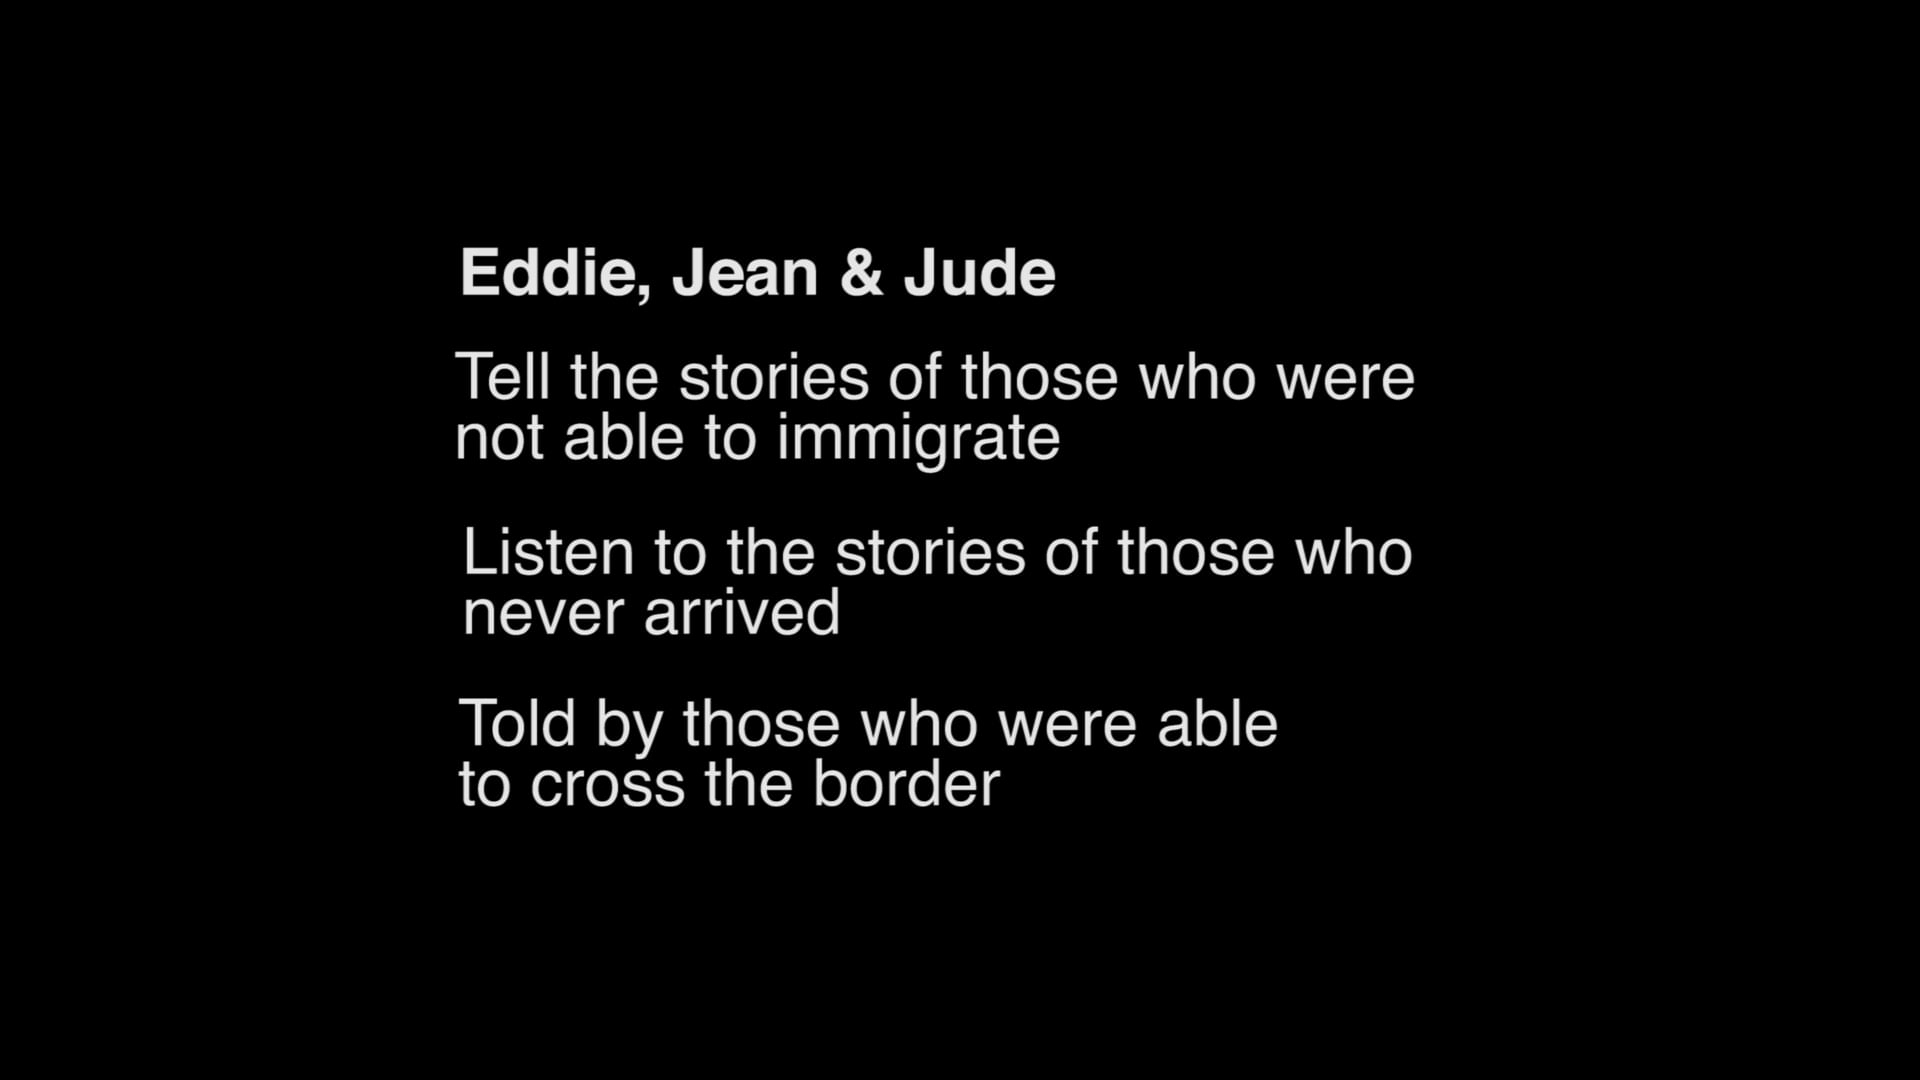 Eddie, Jean & Jude
Tell the stories of those who were
not able to immigrate
Listen to the stories of those who
never arrived
Told by those who were able
to cross the border